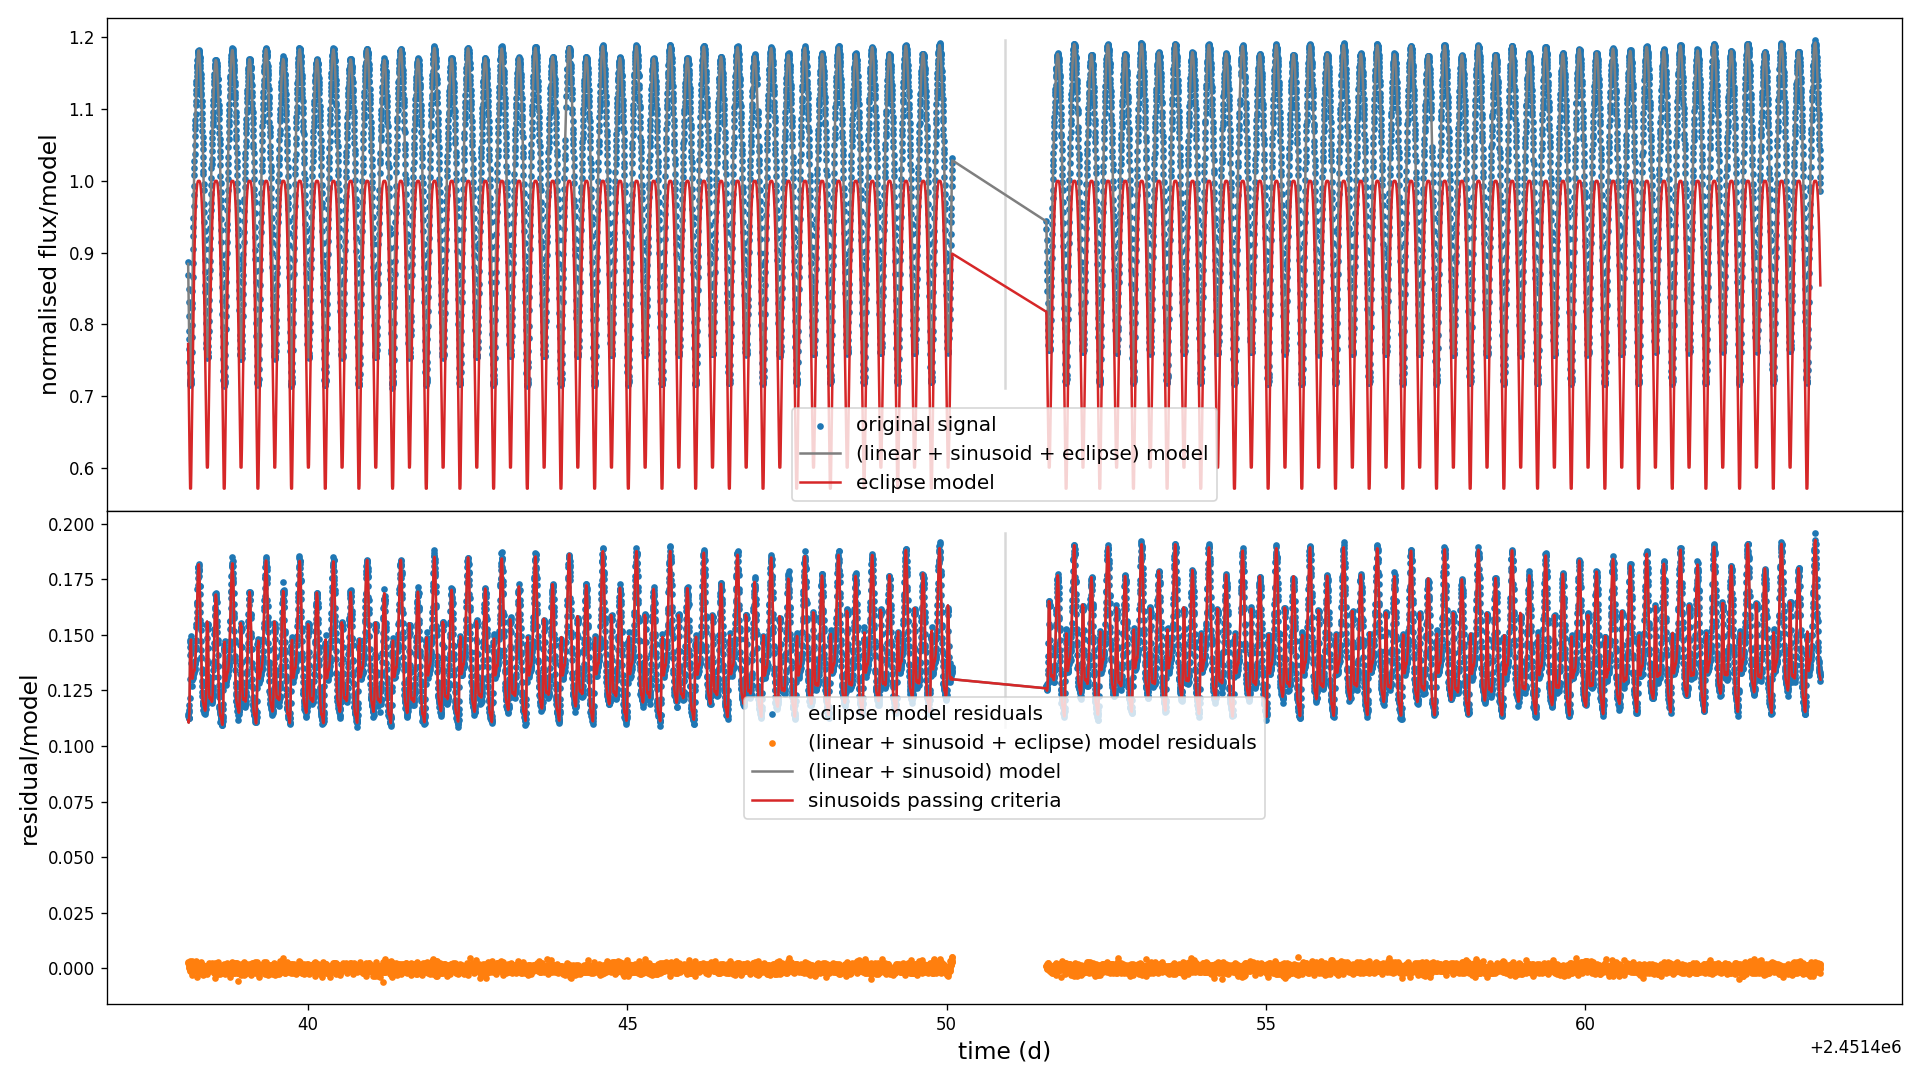 normalised flux/model
1.2
1.1
1.0
0.9
0.8
0.7
0.6
original signal
(linear + sinusoid + eclipse) model
eclipse model
residual/model
0.200
0.175
0.150
0.125
0.100
0.075
0.050
0.025
0.000
eclipse model residuals
(linear + sinusoid + eclipse) model residuals
(linear + sinusoid) model
sinusoids passing criteria
40 45 50 55 60
time (d)
+2.4514e6